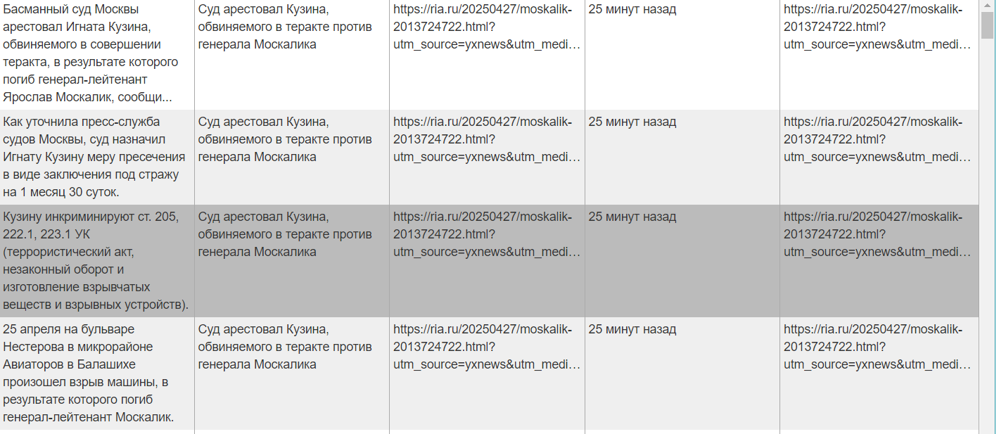 Басманный суд Москвы
арестовал Игната Кузина,
обвиняемого в совершении
теракта, в результате которого
погиб генерал-лейтенант
Ярослав Москалик, сообщи...
Суд арестовал Кузина,
обвиняемого в теракте против
генерала Москалика
https://ria.ru/20250427/moskalik-
2013724722.html?
utm_source=yxnews&utm_medi…
25 минут назад
https://ria.ru/20250427/moskalik-
2013724722.html?
utm_source=yxnews&utm_medi…
Как уточнила пресс-служба
судов Москвы, суд назначил
Игнату Кузину меру пресечения
в виде заключения под стражу
на 1 месяц 30 суток.
Суд арестовал Кузина,
обвиняемого в теракте против
генерала Москалика
https://ria.ru/20250427/moskalik-
2013724722.html?
utm_source=yxnews&utm_medi…
25 минут назад
https://ria.ru/20250427/moskalik-
2013724722.html?
utm_source=yxnews&utm_medi…
Кузину инкриминируют ст. 205,
222.1, 223.1 УК
(террористический акт,
незаконный оборот и
изготовление взрывчатых
веществ и взрывных устройств).
Суд арестовал Кузина,
обвиняемого в теракте против
генерала Москалика
https://ria.ru/20250427/moskalik-
2013724722.html?
utm_source=yxnews&utm_medi…
25 минут назад
https://ria.ru/20250427/moskalik-
2013724722.html?
utm_source=yxnews&utm_medi…
25 апреля на бульваре
Нестерова в микрорайоне
Авиаторов в Балашихе
произошел взрыв машины, в
результате которого погиб
генерал-лейтенант Москалик.
Суд арестовал Кузина,
обвиняемого в теракте против
генерала Москалика
https://ria.ru/20250427/moskalik-
2013724722.html?
utm_source=yxnews&utm_medi…
25 минут назад
https://ria.ru/20250427/moskalik-
2013724722.html?
utm_source=yxnews&utm_medi…